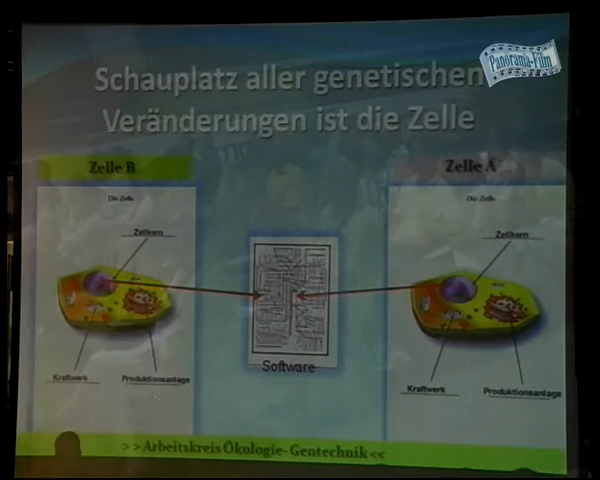 Panorama-Film
Schauplatz aller genetischen
Veränderungen ist die Zelle
Zelle B
Zelle A
Die Zelle
Die Zelle
Zellkern
Zellkern
Software
Kraftwerk
Produktionsanlage
Kraftwerk
Produktionsanlage
>> Arbeitskreis Ökologie- Gentechnik <<